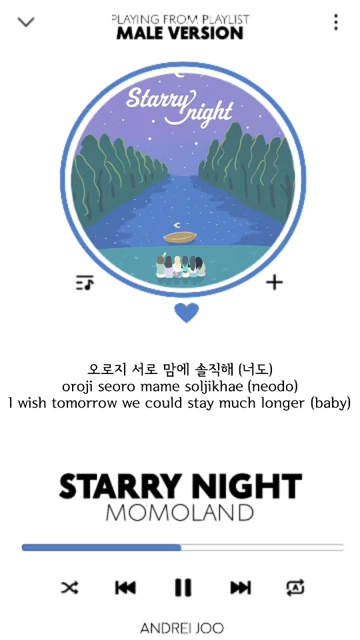 PLAYING FROM PLAYLIST
MALE VERSION
Starry
night
오로지 서로 맘에 솔직해 (너도)
oroji seoro mame soljikhae (neodo)
I wish tomorrow we could stay much longer (baby)
STARRY NIGHT
MOMOLAND
ANDREI JOO